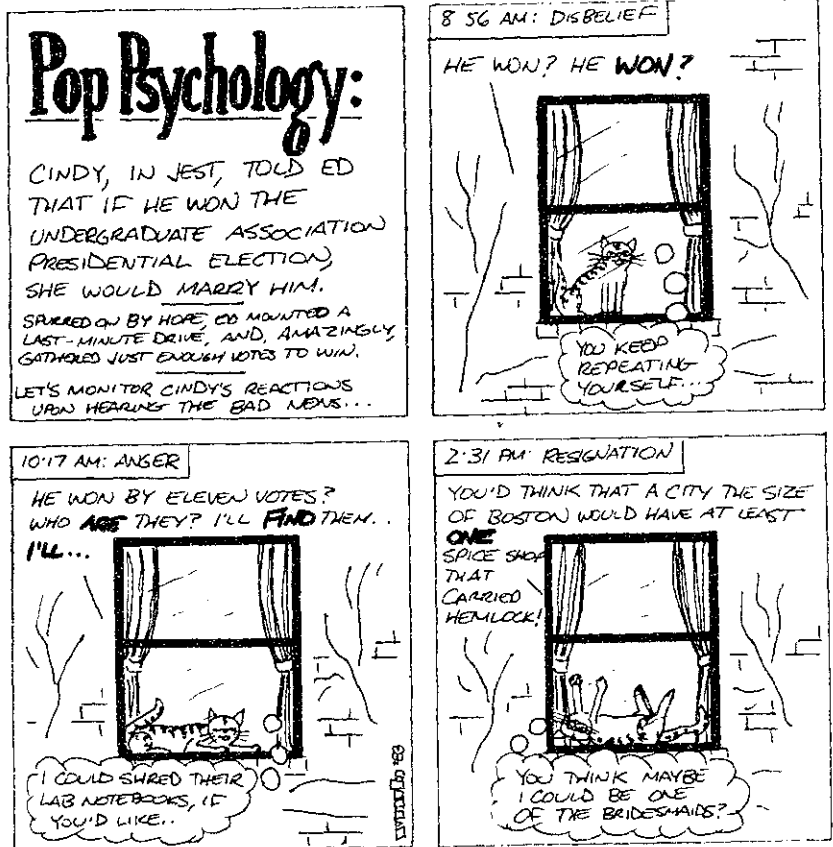 Pop Psychology:
CINDY, IN JEST, TOLD ED
THAT IF HE WON THE
UNDERGRADUATE ASSOCIATION
PRESIDENTIAL ELECTION,
SHE WOULD MARRY HIM.
SPURRED ON BY HOPE, ED MOUNTED A
LAST-MINUTE DRIVE, AND, AMAZINGLY,
GATHERED JUST ENOUGH VOTES TO WIN.
LET'S MONITOR CINDY'S REACTIONS
UPON HEARING THE BAD NEWS...
8 56 AM: DISBELIEF
HE WON? HE WON?
YOU KEEP
REPEATING
YOURSELF...
10:17 AM: ANGER
HE WON BY ELEVEN VOTES?
WHO ARE THEY? I'LL FIND THEM..
I'LL...
I COULD SHRED THEIR
LAB NOTEBOOKS, IF
YOU'D LIKE..
2:31 PM: RESIGNATION
YOU'D THINK THAT A CITY THE SIZE
OF BOSTON WOULD HAVE AT LEAST
ONE
SPICE SHOP
THAT
CARRIED
HEMLOCK!
YOU THINK MAYBE
I COULD BE ONE
OF THE BRIDESMAIDS?